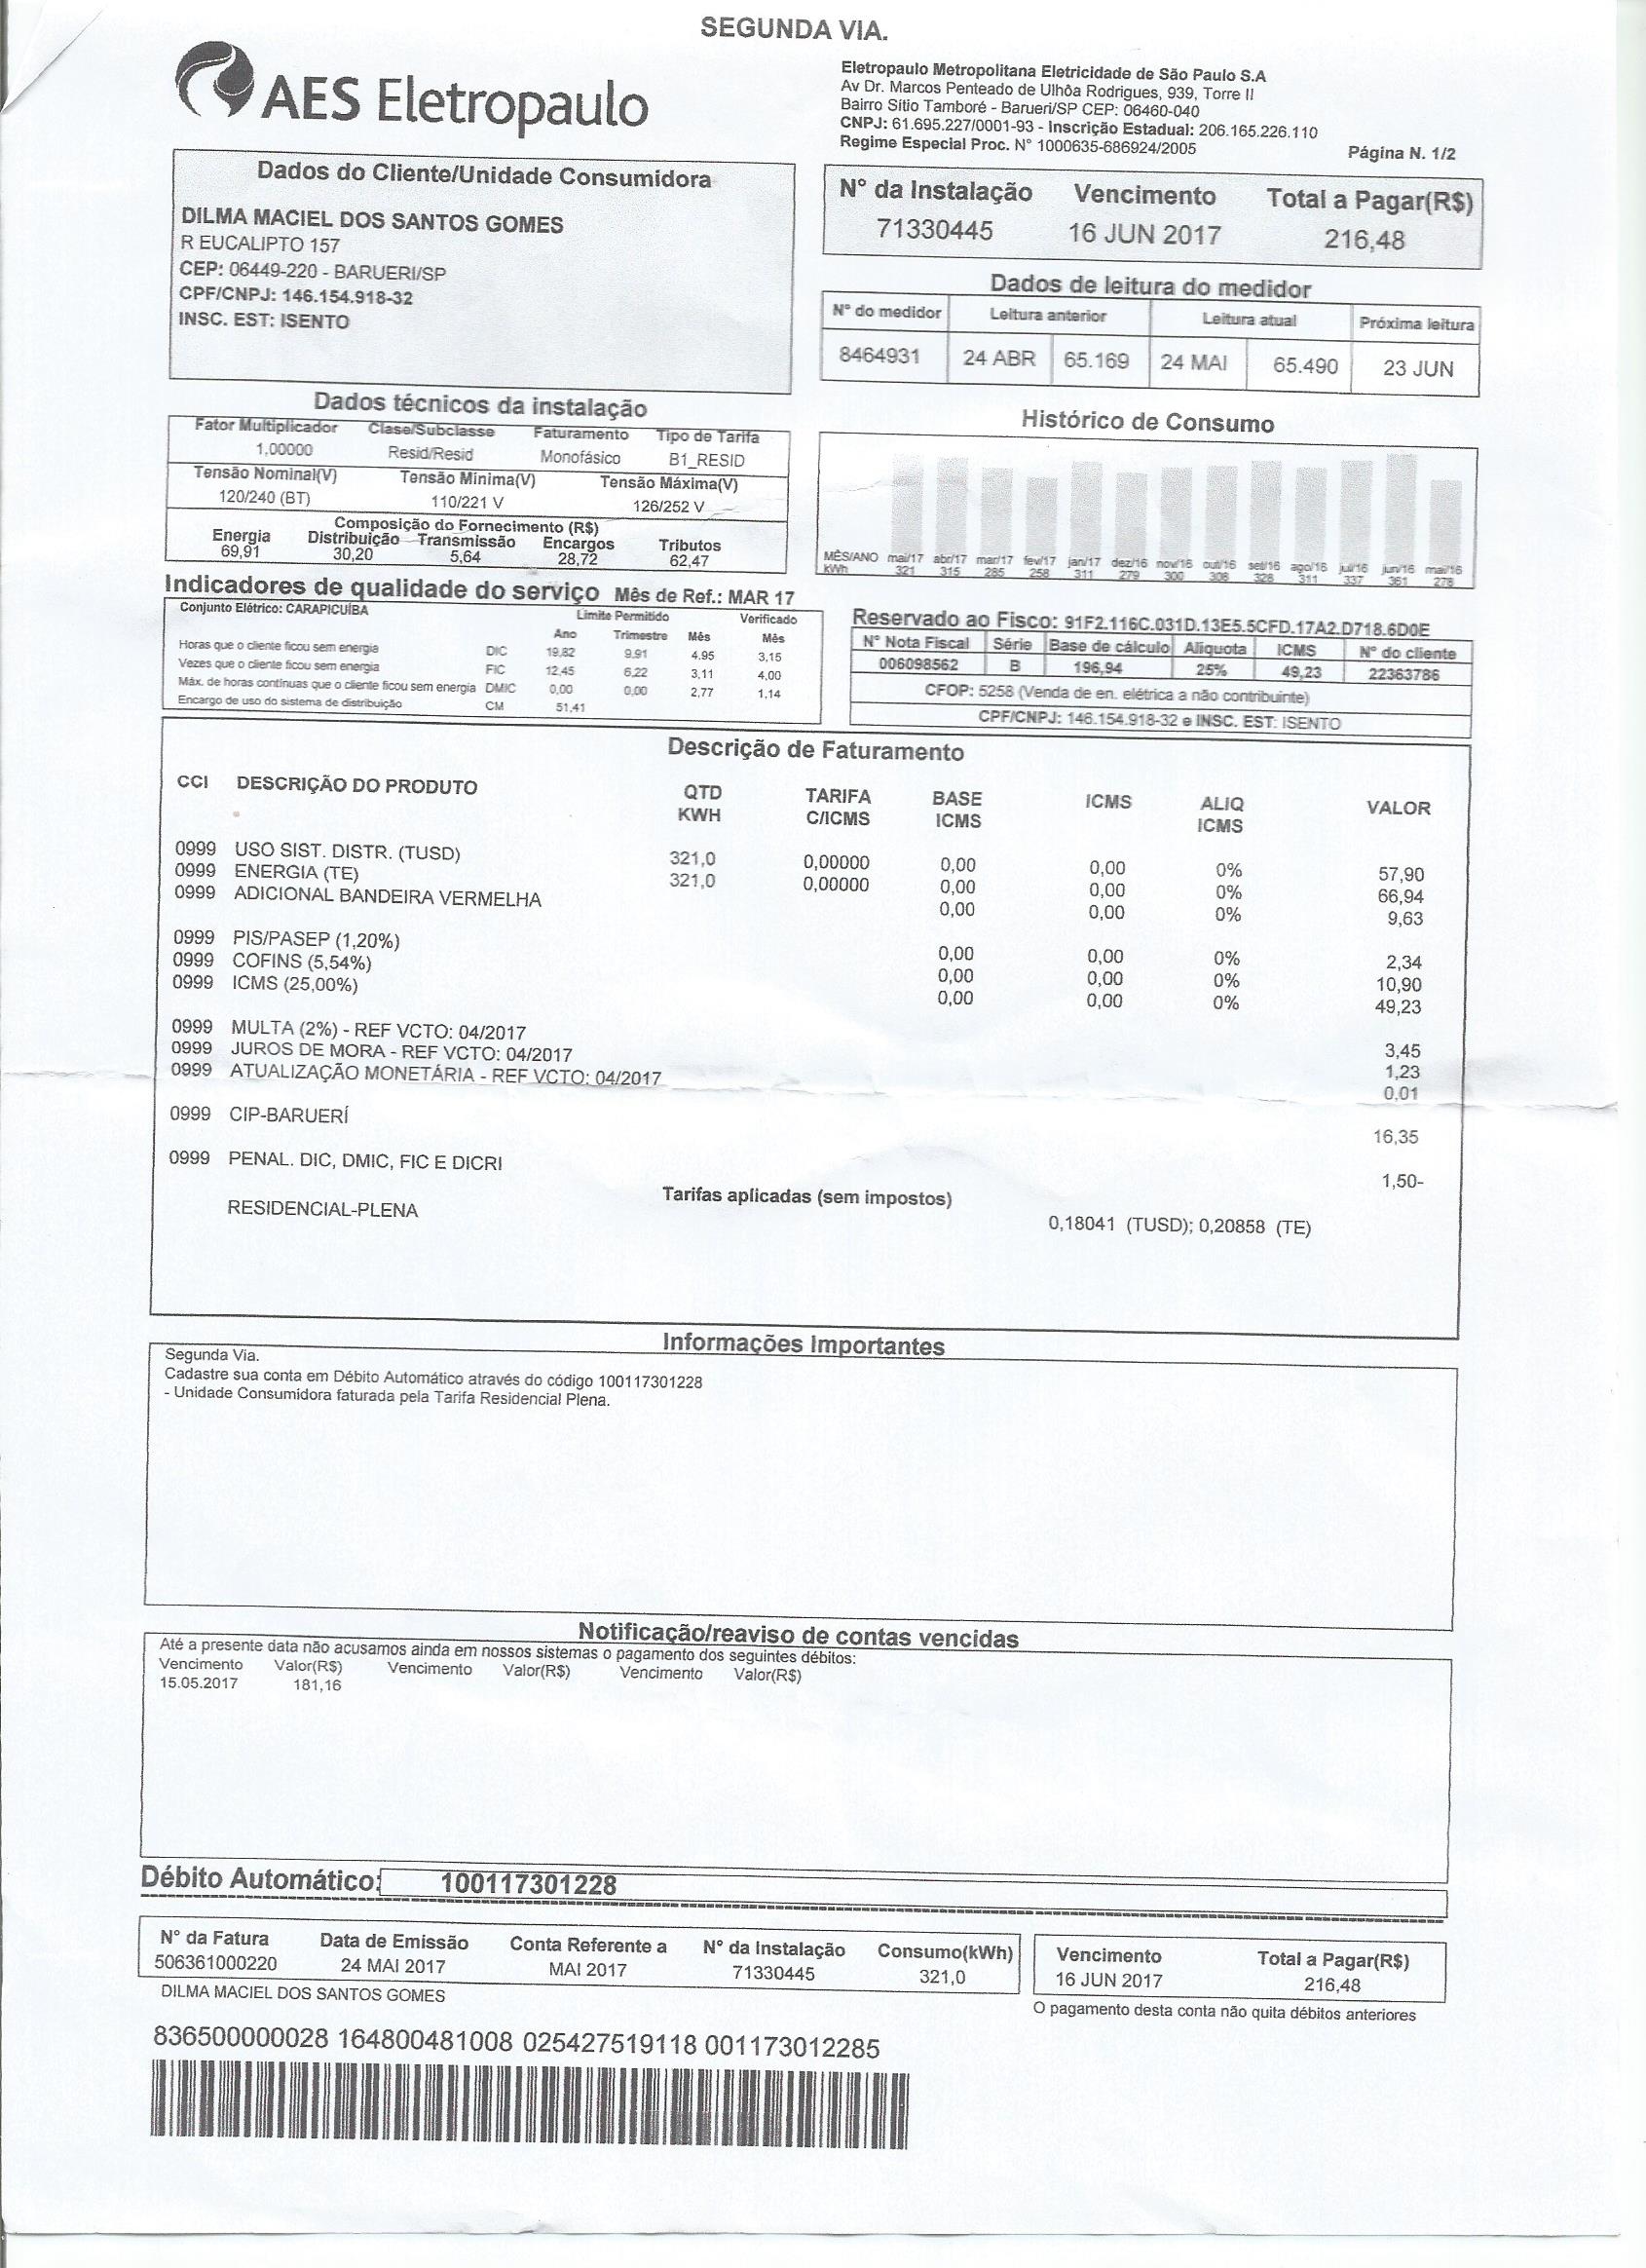 SEGUNDA VIA.
AES Eletropaulo
Eletropaulo Metropolitana Eletricidade de São Paulo S.A
Av Dr. Marcos Penteado de Ulhôa Rodrigues, 939, Torre II
Bairro Sítio Tamboré - Barueri/SP CEP: 06460-040
CNPJ: 61.695.227/0001-93 - Inscrição Estadual: 206.165.226.110
Regime Especial Proc. N° 1000635-686924/2005
Página N. 1/2
Dados do Cliente/Unidade Consumidora
DILMA MACIEL DOS SANTOS GOMES
R EUCALIPTO 157
CEP: 06449-220 - BARUERI/SP
CPF/CNPJ: 146.154.918-32
INSC. EST: ISENTO
N° da Instalação Vencimento Total a Pagar(R$)
71330445 16 JUN 2017 216,48
Dados de leitura do medidor
N° do medidor Leitura anterior Leitura atual Próxima leitura
8464931 24 ABR 65.169 24 MAI 65.490 23 JUN
Dados técnicos da instalação
Fator Multiplicador Clase/Subclasse Faturamento Tipo de Tarifa
1,00000 Resid/Resid Monofásico B1_RESID
Tensão Nominal(V) Tensão Mínima(V) Tensão Máxima(V)
120/240 (BT) 110/221 V 126/252 V
Composição do Fornecimento (R$)
Energia Distribuição Transmissão Encargos Tributos
69,91 30,20 5,64 28,72 62,47
Histórico de Consumo
MÊS/ANO mai/17 abr/17 mar/17 fev/17 jan/17 dez/16 nov/16 out/16 set/16 ago/16 jul/16 jun/16 mai/16
kWh 321 315 285 258 311 279 300 308 328 311 337 361 278
Indicadores de qualidade do serviço Mês de Ref.: MAR 17
Conjunto Elétrico: CARAPICUÍBA Limite Permitido Verificado
Ano Trimestre Mês Mês
Horas que o cliente ficou sem energia DIC 19,82 9,91 4,95 3,15
Vezes que o cliente ficou sem energia FIC 12,45 6,22 3,11 4,00
Máx. de horas contínuas que o cliente ficou sem energia DMIC 0,00 0,00 2,77 1,14
Encargo de uso do sistema de distribuição CM 51,41
Reservado ao Fisco: 91F2.116C.031D.13E5.5CFD.17A2.D718.6D0E
N° Nota Fiscal Série Base de cálculo Alíquota ICMS N° do cliente
006098562 B 196,94 25% 49,23 22363786
CFOP: 5258 (Venda de en. elétrica a não contribuinte)
CPF/CNPJ: 146.154.918-32 e INSC. EST: ISENTO
Descrição de Faturamento
CCI DESCRIÇÃO DO PRODUTO QTD KWH TARIFA C/ICMS BASE ICMS ICMS ALIQ ICMS VALOR
0999 USO SIST. DISTR. (TUSD) 321,0 0,00000 0,00 0,00 0% 57,90
0999 ENERGIA (TE) 321,0 0,00000 0,00 0,00 0% 66,94
0999 ADICIONAL BANDEIRA VERMELHA 0,00 0,00 0% 9,63
0999 PIS/PASEP (1,20%) 0,00 0,00 0% 2,34
0999 COFINS (5,54%) 0,00 0,00 0% 10,90
0999 ICMS (25,00%) 0,00 0,00 0% 49,23
0999 MULTA (2%) - REF VCTO: 04/2017 3,45
0999 JUROS DE MORA - REF VCTO: 04/2017 1,23
0999 ATUALIZAÇÃO MONETÁRIA - REF VCTO: 04/2017 0,01
0999 CIP-BARUERÍ 16,35
0999 PENAL. DIC, DMIC, FIC E DICRI 1,50-
Tarifas aplicadas (sem impostos)
RESIDENCIAL-PLENA 0,18041 (TUSD); 0,20858 (TE)
Informações Importantes
Segunda Via.
Cadastre sua conta em Débito Automático através do código 100117301228
- Unidade Consumidora faturada pela Tarifa Residencial Plena.
Notificação/reaviso de contas vencidas
Até a presente data não acusamos ainda em nossos sistemas o pagamento dos seguintes débitos:
Vencimento Valor(R$) Vencimento Valor(R$) Vencimento Valor(R$)
15.05.2017 181,16
Débito Automático: 100117301228
N° da Fatura Data de Emissão Conta Referente a N° da Instalação Consumo(kWh) Vencimento Total a Pagar(R$)
506361000220 24 MAI 2017 MAI 2017 71330445 321,0 16 JUN 2017 216,48
DILMA MACIEL DOS SANTOS GOMES
O pagamento desta conta não quita débitos anteriores
836500000028 164800481008 025427519118 001173012285